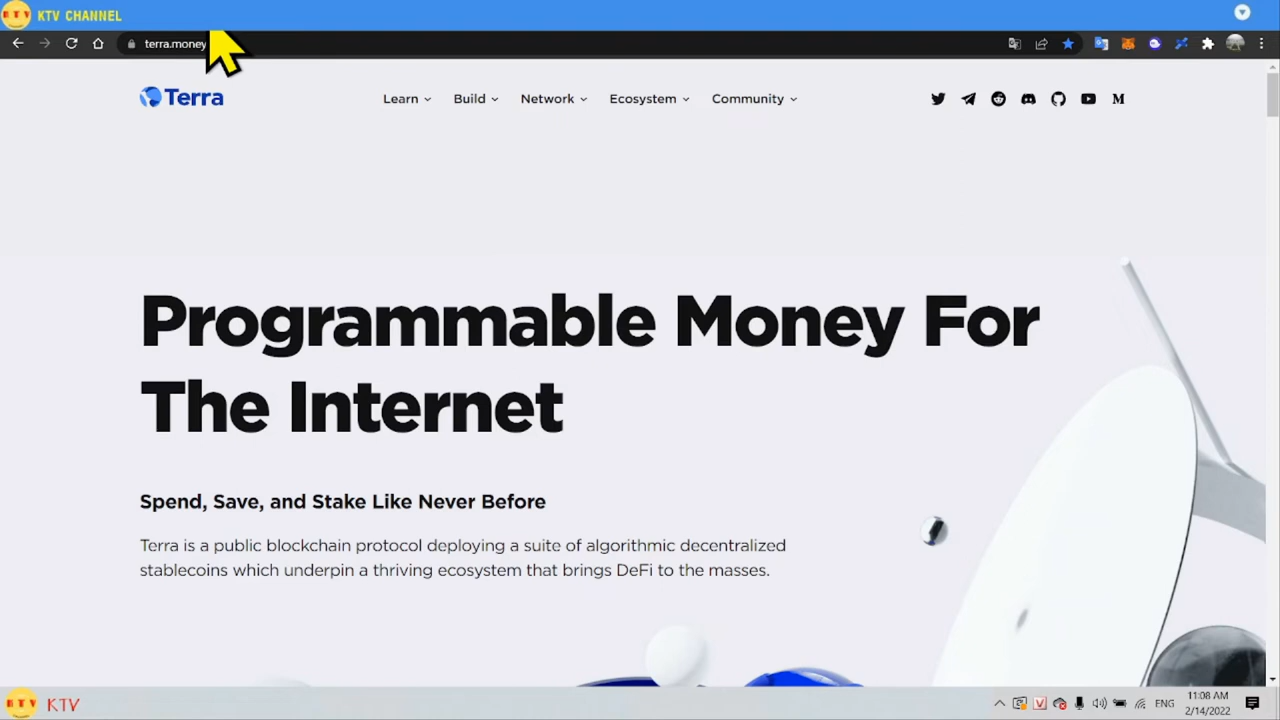 KTV CHANNEL
terra.money
Terra
Learn Build Network Ecosystem Community
Programmable Money For
The Internet
Spend, Save, and Stake Like Never Before
Terra is a public blockchain protocol deploying a suite of algorithmic decentralized
stablecoins which underpin a thriving ecosystem that brings DeFi to the masses.
KTV KTV
ENG
11:08 AM
2/14/2022